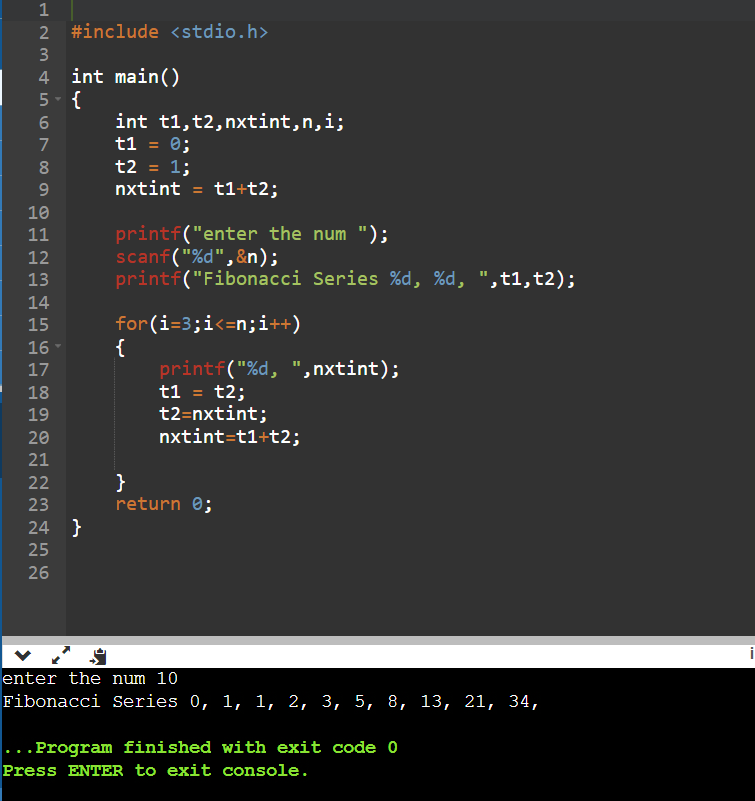 1
2 #include <stdio.h>
3
4 int main()
5 {
6 int t1,t2,nxtint,n,i;
7 t1 = 0;
8 t2 = 1;
9 nxtint = t1+t2;
10
11 printf("enter the num ");
12 scanf("%d",&n);
13 printf("Fibonacci Series %d, %d, ",t1,t2);
14
15 for(i=3;i<=n;i++)
16 {
17 printf("%d, ",nxtint);
18 t1 = t2;
19 t2=nxtint;
20 nxtint=t1+t2;
21
22 }
23 return 0;
24 }
25
26
i
enter the num 10
Fibonacci Series 0, 1, 1, 2, 3, 5, 8, 13, 21, 34,
...Program finished with exit code 0
Press ENTER to exit console.